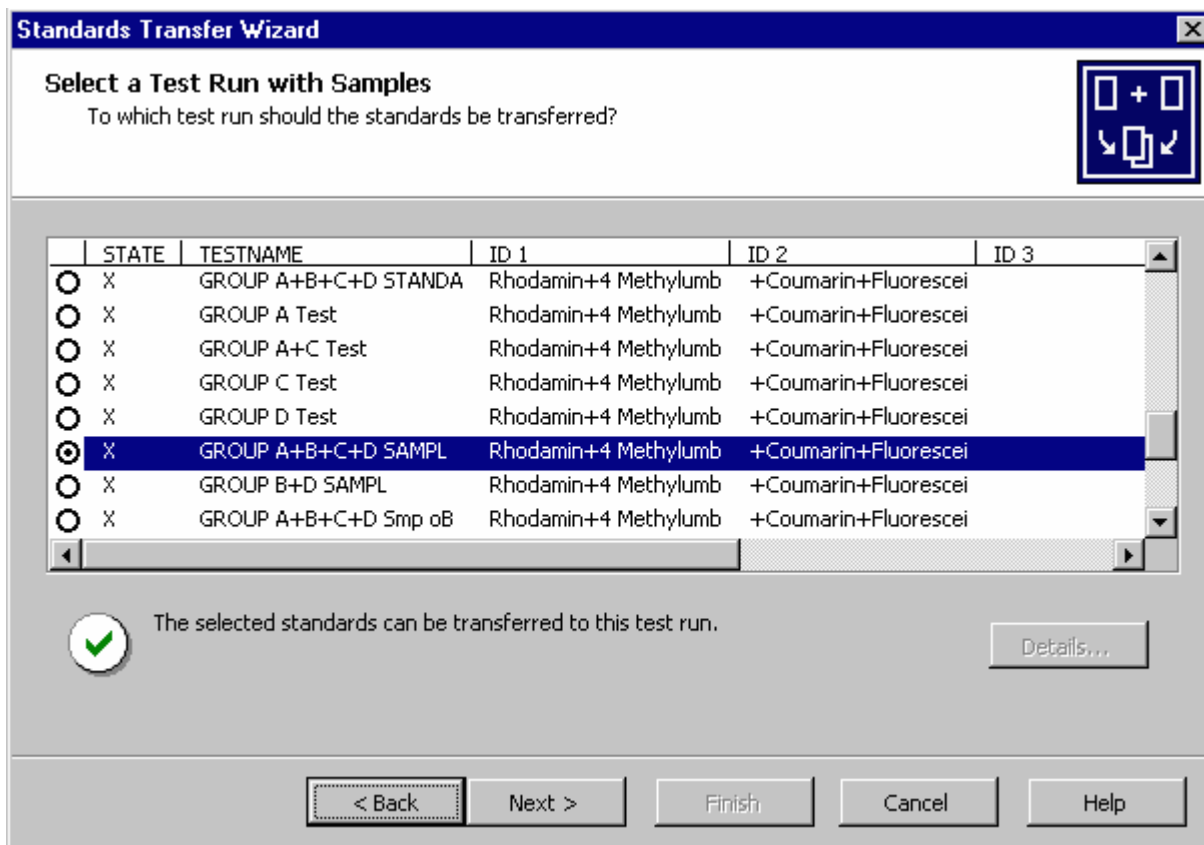 Standards Transfer Wizard
Select a Test Run with Samples
To which test run should the standards be transferred?
STATE TESTNAME ID 1 ID 2 ID 3
X GROUP A+B+C+D STANDA Rhodamin+4 Methylumb +Coumarin+Fluorescei
X GROUP A Test Rhodamin+4 Methylumb +Coumarin+Fluorescei
X GROUP A+C Test Rhodamin+4 Methylumb +Coumarin+Fluorescei
X GROUP C Test Rhodamin+4 Methylumb +Coumarin+Fluorescei
X GROUP D Test Rhodamin+4 Methylumb +Coumarin+Fluorescei
X GROUP A+B+C+D SAMPL Rhodamin+4 Methylumb +Coumarin+Fluorescei
X GROUP B+D SAMPL Rhodamin+4 Methylumb +Coumarin+Fluorescei
X GROUP A+B+C+D Smp oB Rhodamin+4 Methylumb +Coumarin+Fluorescei
The selected standards can be transferred to this test run.
Details...
< Back Next > Finish Cancel Help